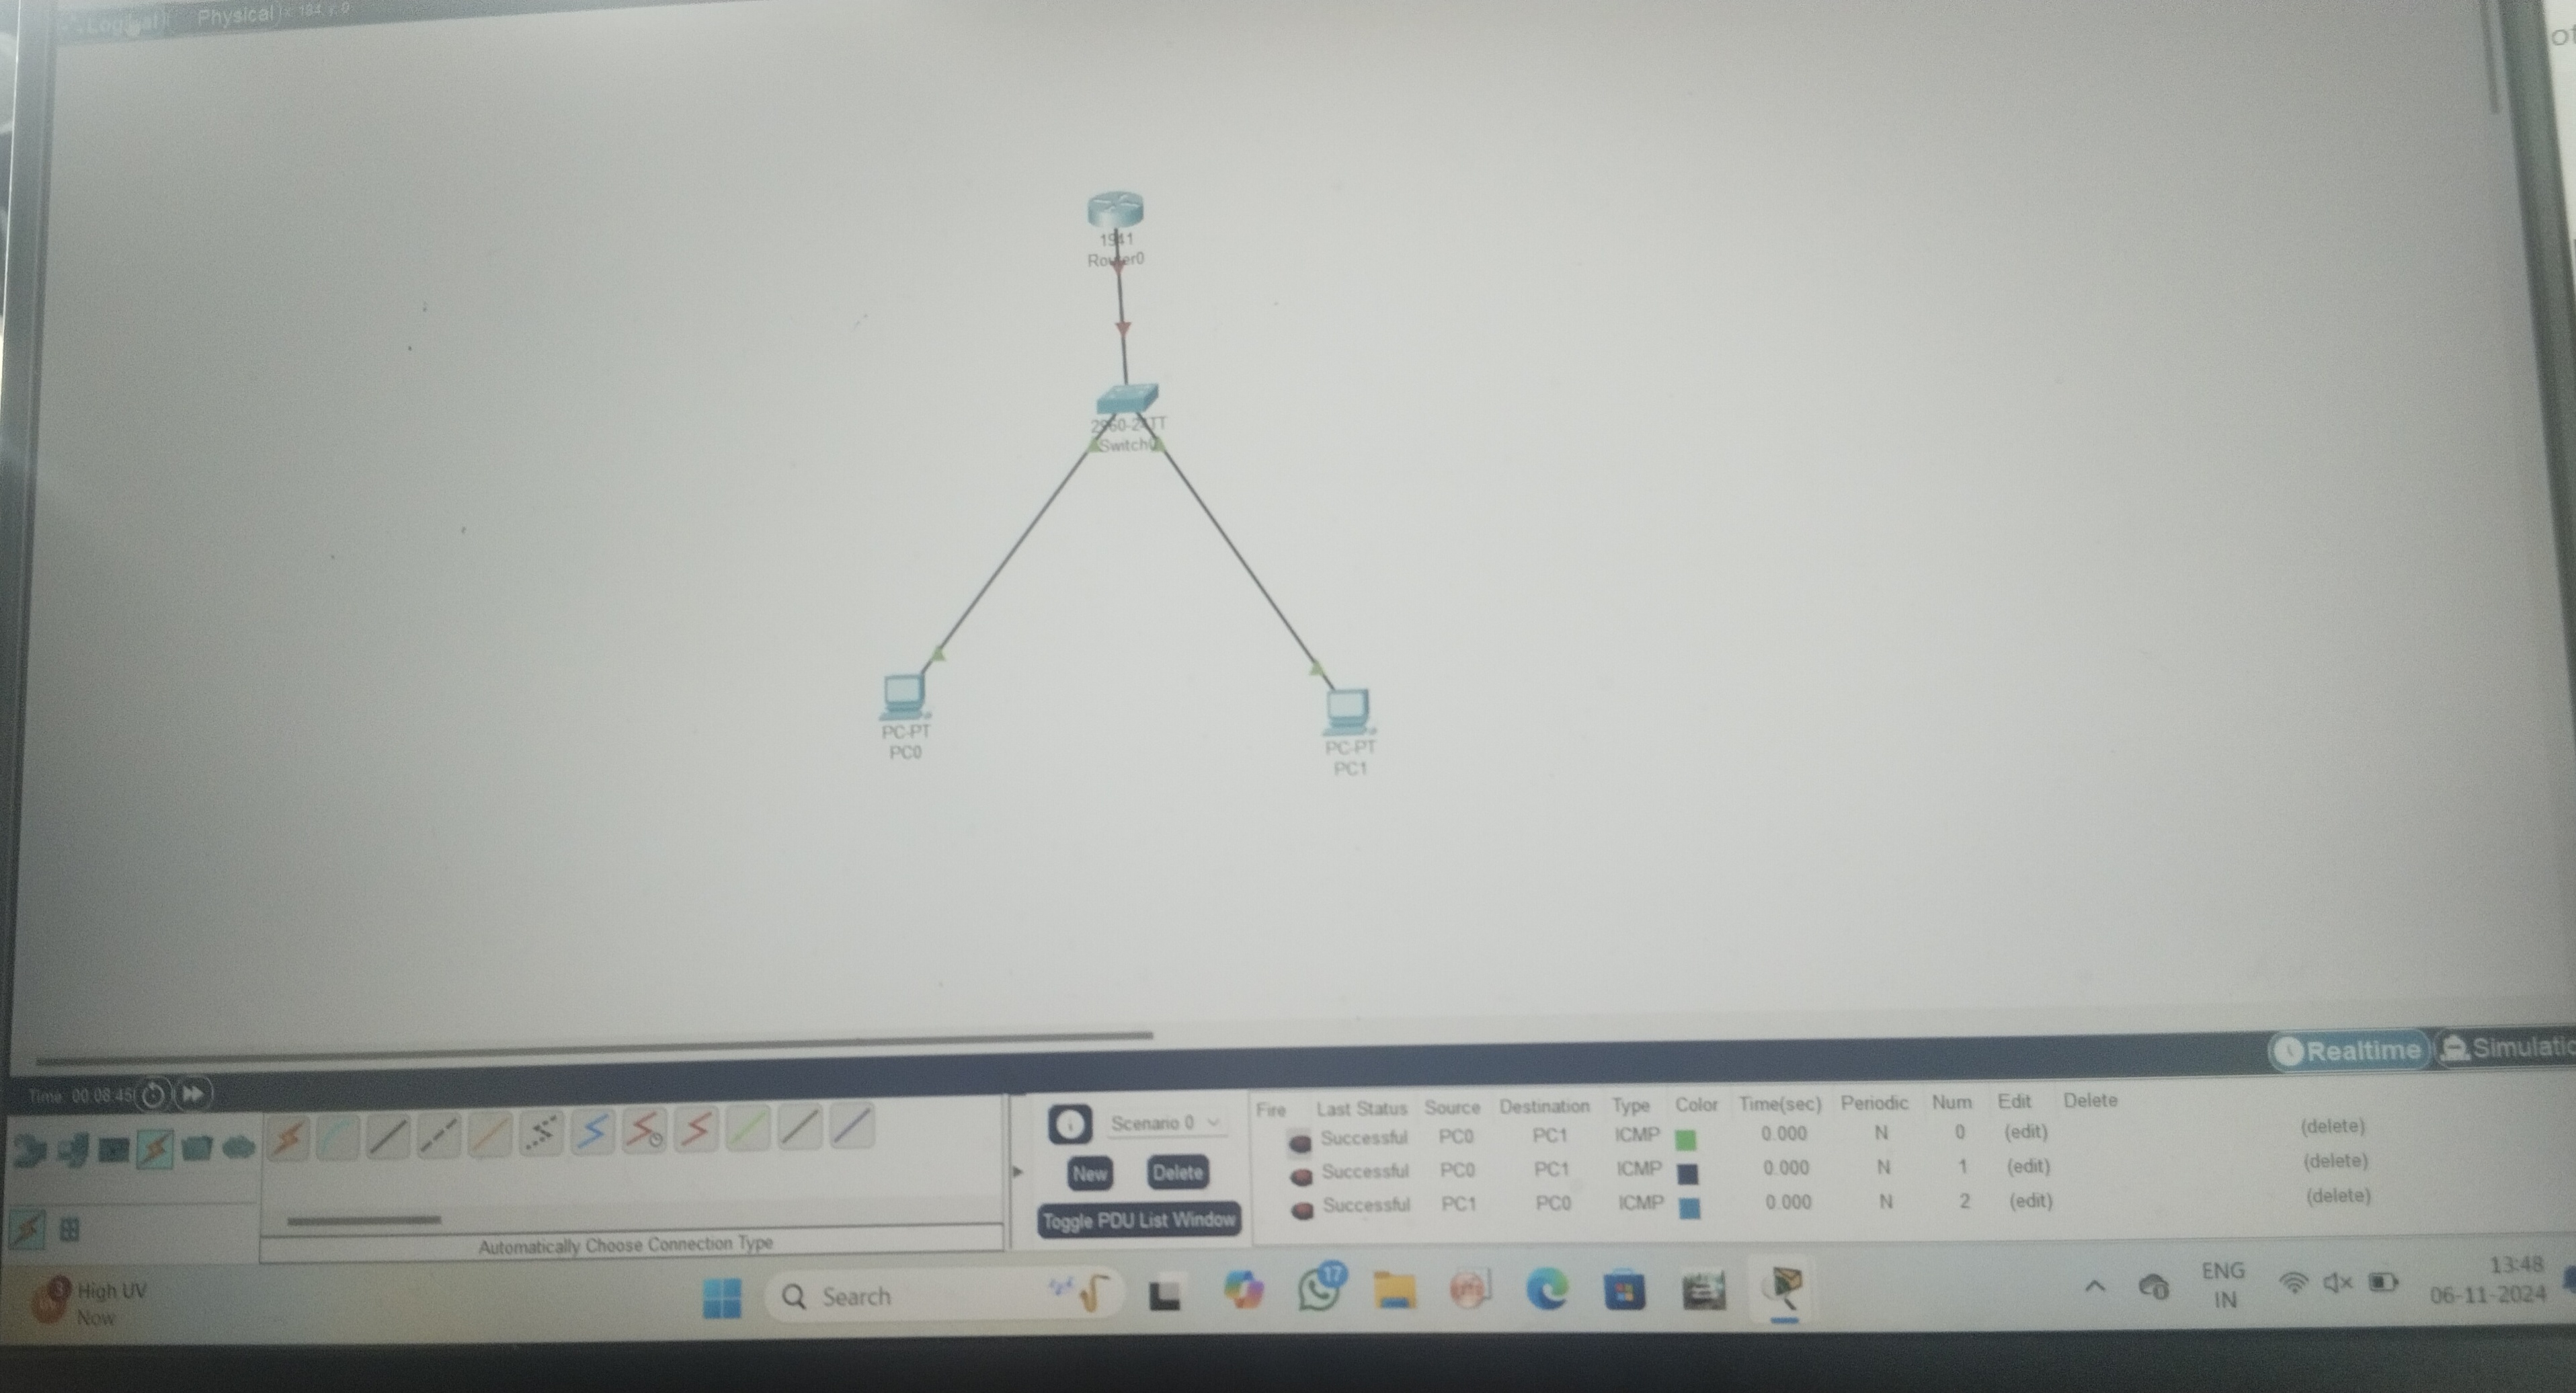 Logical
Physical x: 184, y: 0
1941
Router0
2960-24TT
Switch0
PC-PT
PC0
PC-PT
PC1
Realtime
Simulatio
Time: 00:08:45
Scenario 0
New
Delete
Toggle PDU List Window
Automatically Choose Connection Type
Fire Last Status Source Destination Type Color Time(sec) Periodic Num Edit Delete
Successful PC0 PC1 ICMP 0.000 N 0 (edit) (delete)
Successful PC0 PC1 ICMP 0.000 N 1 (edit) (delete)
Successful PC1 PC0 ICMP 0.000 N 2 (edit) (delete)
3
High UV
Now
Search
17
ENG
IN
13:48
06-11-2024